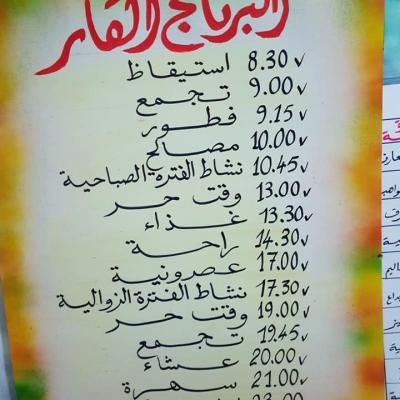 البرنامج القار
8.30 استيقاظ
9.00 تجمع
9.15 فطور
10.00 مصالح
10.45 نشاط الفترة الصباحية
13.00 وقت حر
13.30 غذاء
14.30 راحة
17.00 عصرونية
17.30 نشاط الفترة الزوالية
19.00 وقت حر
19.45 تجمع
20.00 عشاء
21.00 سهرة